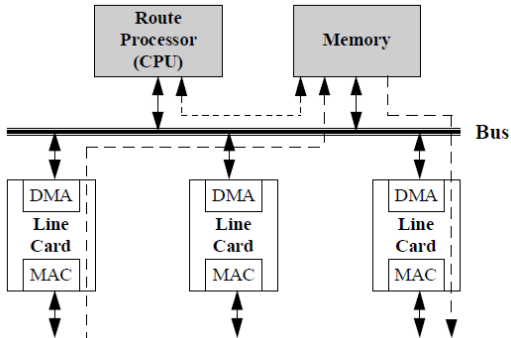 Route
Processor
(CPU)
Memory
Bus
DMA
Line
Card
MAC
DMA
Line
Card
MAC
DMA
Line
Card
MAC